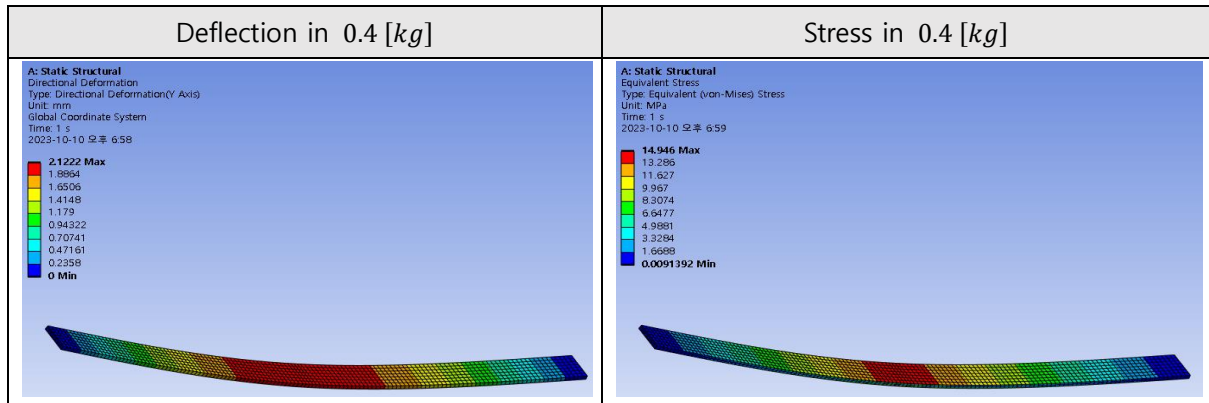 Deflection in 0.4 [kg]
Stress in 0.4 [kg]
A: Static Structural
Directional Deformation
Type: Directional Deformation(Y Axis)
Unit: mm
Global Coordinate System
Time: 1 s
2023-10-10 오후 6:58
2.1222 Max
1.8864
1.6506
1.4148
1.179
0.94322
0.70741
0.47161
0.2358
0 Min
A: Static Structural
Equivalent Stress
Type: Equivalent (von-Mises) Stress
Unit: MPa
Time: 1 s
2023-10-10 오후 6:59
14.946 Max
13.286
11.627
9.967
8.3074
6.6477
4.9881
3.3284
1.6688
0.0091392 Min